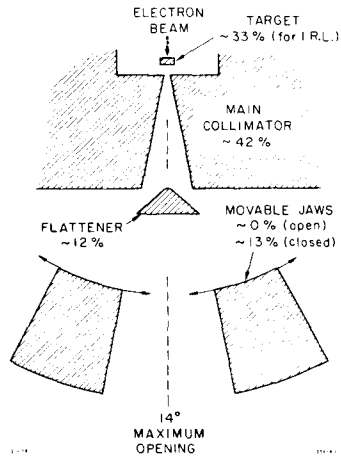 ELECTRON
BEAM
TARGET
~33% (for 1 R.L.)
MAIN
COLLIMATOR
~42%
FLATTENER
~12%
MOVABLE JAWS
~0% (open)
~13% (closed)
14°
MAXIMUM
OPENING